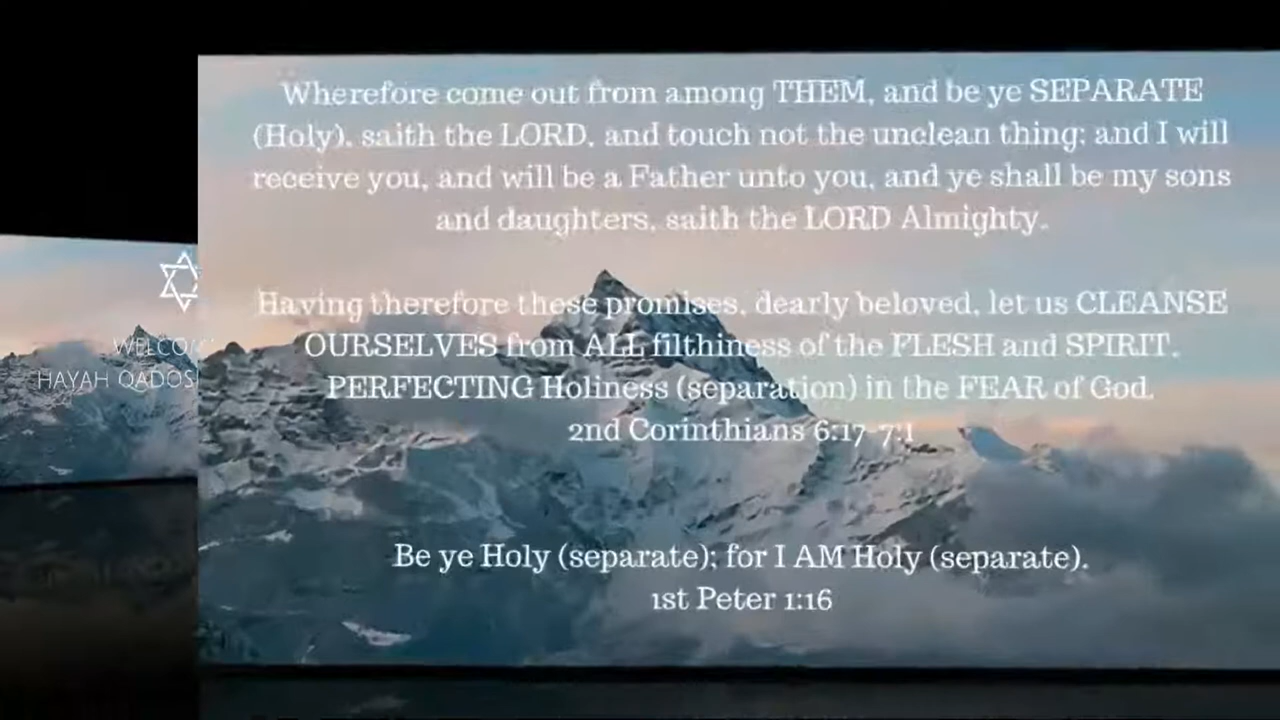 Wherefore come out from among THEM, and be ye SEPARATE
(Holy), saith the LORD, and touch not the unclean thing; and I will
receive you, and will be a Father unto you, and ye shall be my sons
and daughters, saith the LORD Almighty.
Having therefore these promises, dearly beloved, let us CLEANSE
OURSELVES from ALL filthiness of the FLESH and SPIRIT,
PERFECTING Holiness (separation) in the FEAR of God.
2nd Corinthians 6:17-7:1
Be ye Holy (separate); for I AM Holy (separate).
1st Peter 1:16
HAYAH